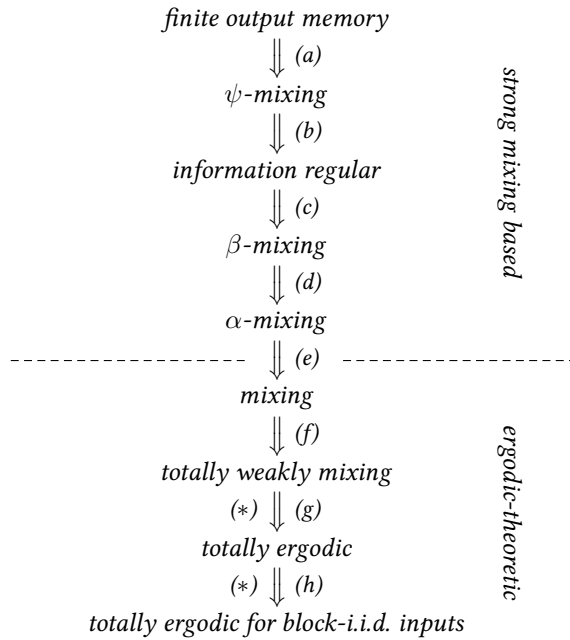 finite output memory
(a)
ψ-mixing
(b)
information regular
(c)
β-mixing
(d)
α-mixing
(e)
mixing
(f)
totally weakly mixing
(*) (g)
totally ergodic
(*) (h)
totally ergodic for block-i.i.d. inputs
strong mixing based
ergodic-theoretic